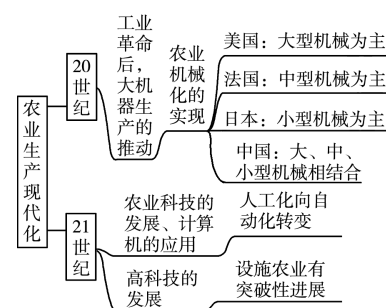 农业生产现代化
20世纪
工业
革命
后，
大机
器生
产的
推动
农业
机械
化的
实现
美国：大型机械为主
法国：中型机械为主
日本：小型机械为主
中国：大、中、
小型机械相结合
21世纪
农业科技的
发展、计算
机的应用
人工化向自
动化转变
高科技的
发展
设施农业有
突破性进展